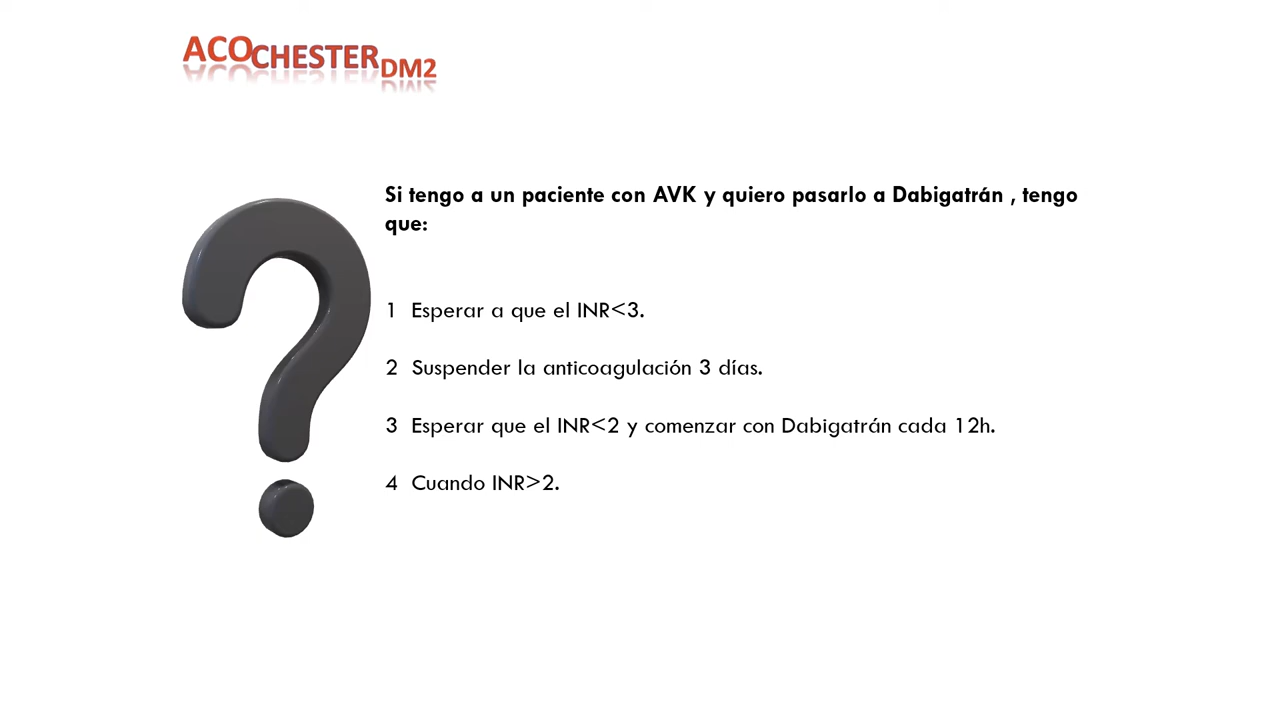 ACOCHESTERDM2
Si tengo a un paciente con AVK y quiero pasarlo a Dabigatrán , tengo
que:
1 Esperar a que el INR<3.
2 Suspender la anticoagulación 3 días.
3 Esperar que el INR<2 y comenzar con Dabigatrán cada 12h.
4 Cuando INR>2.